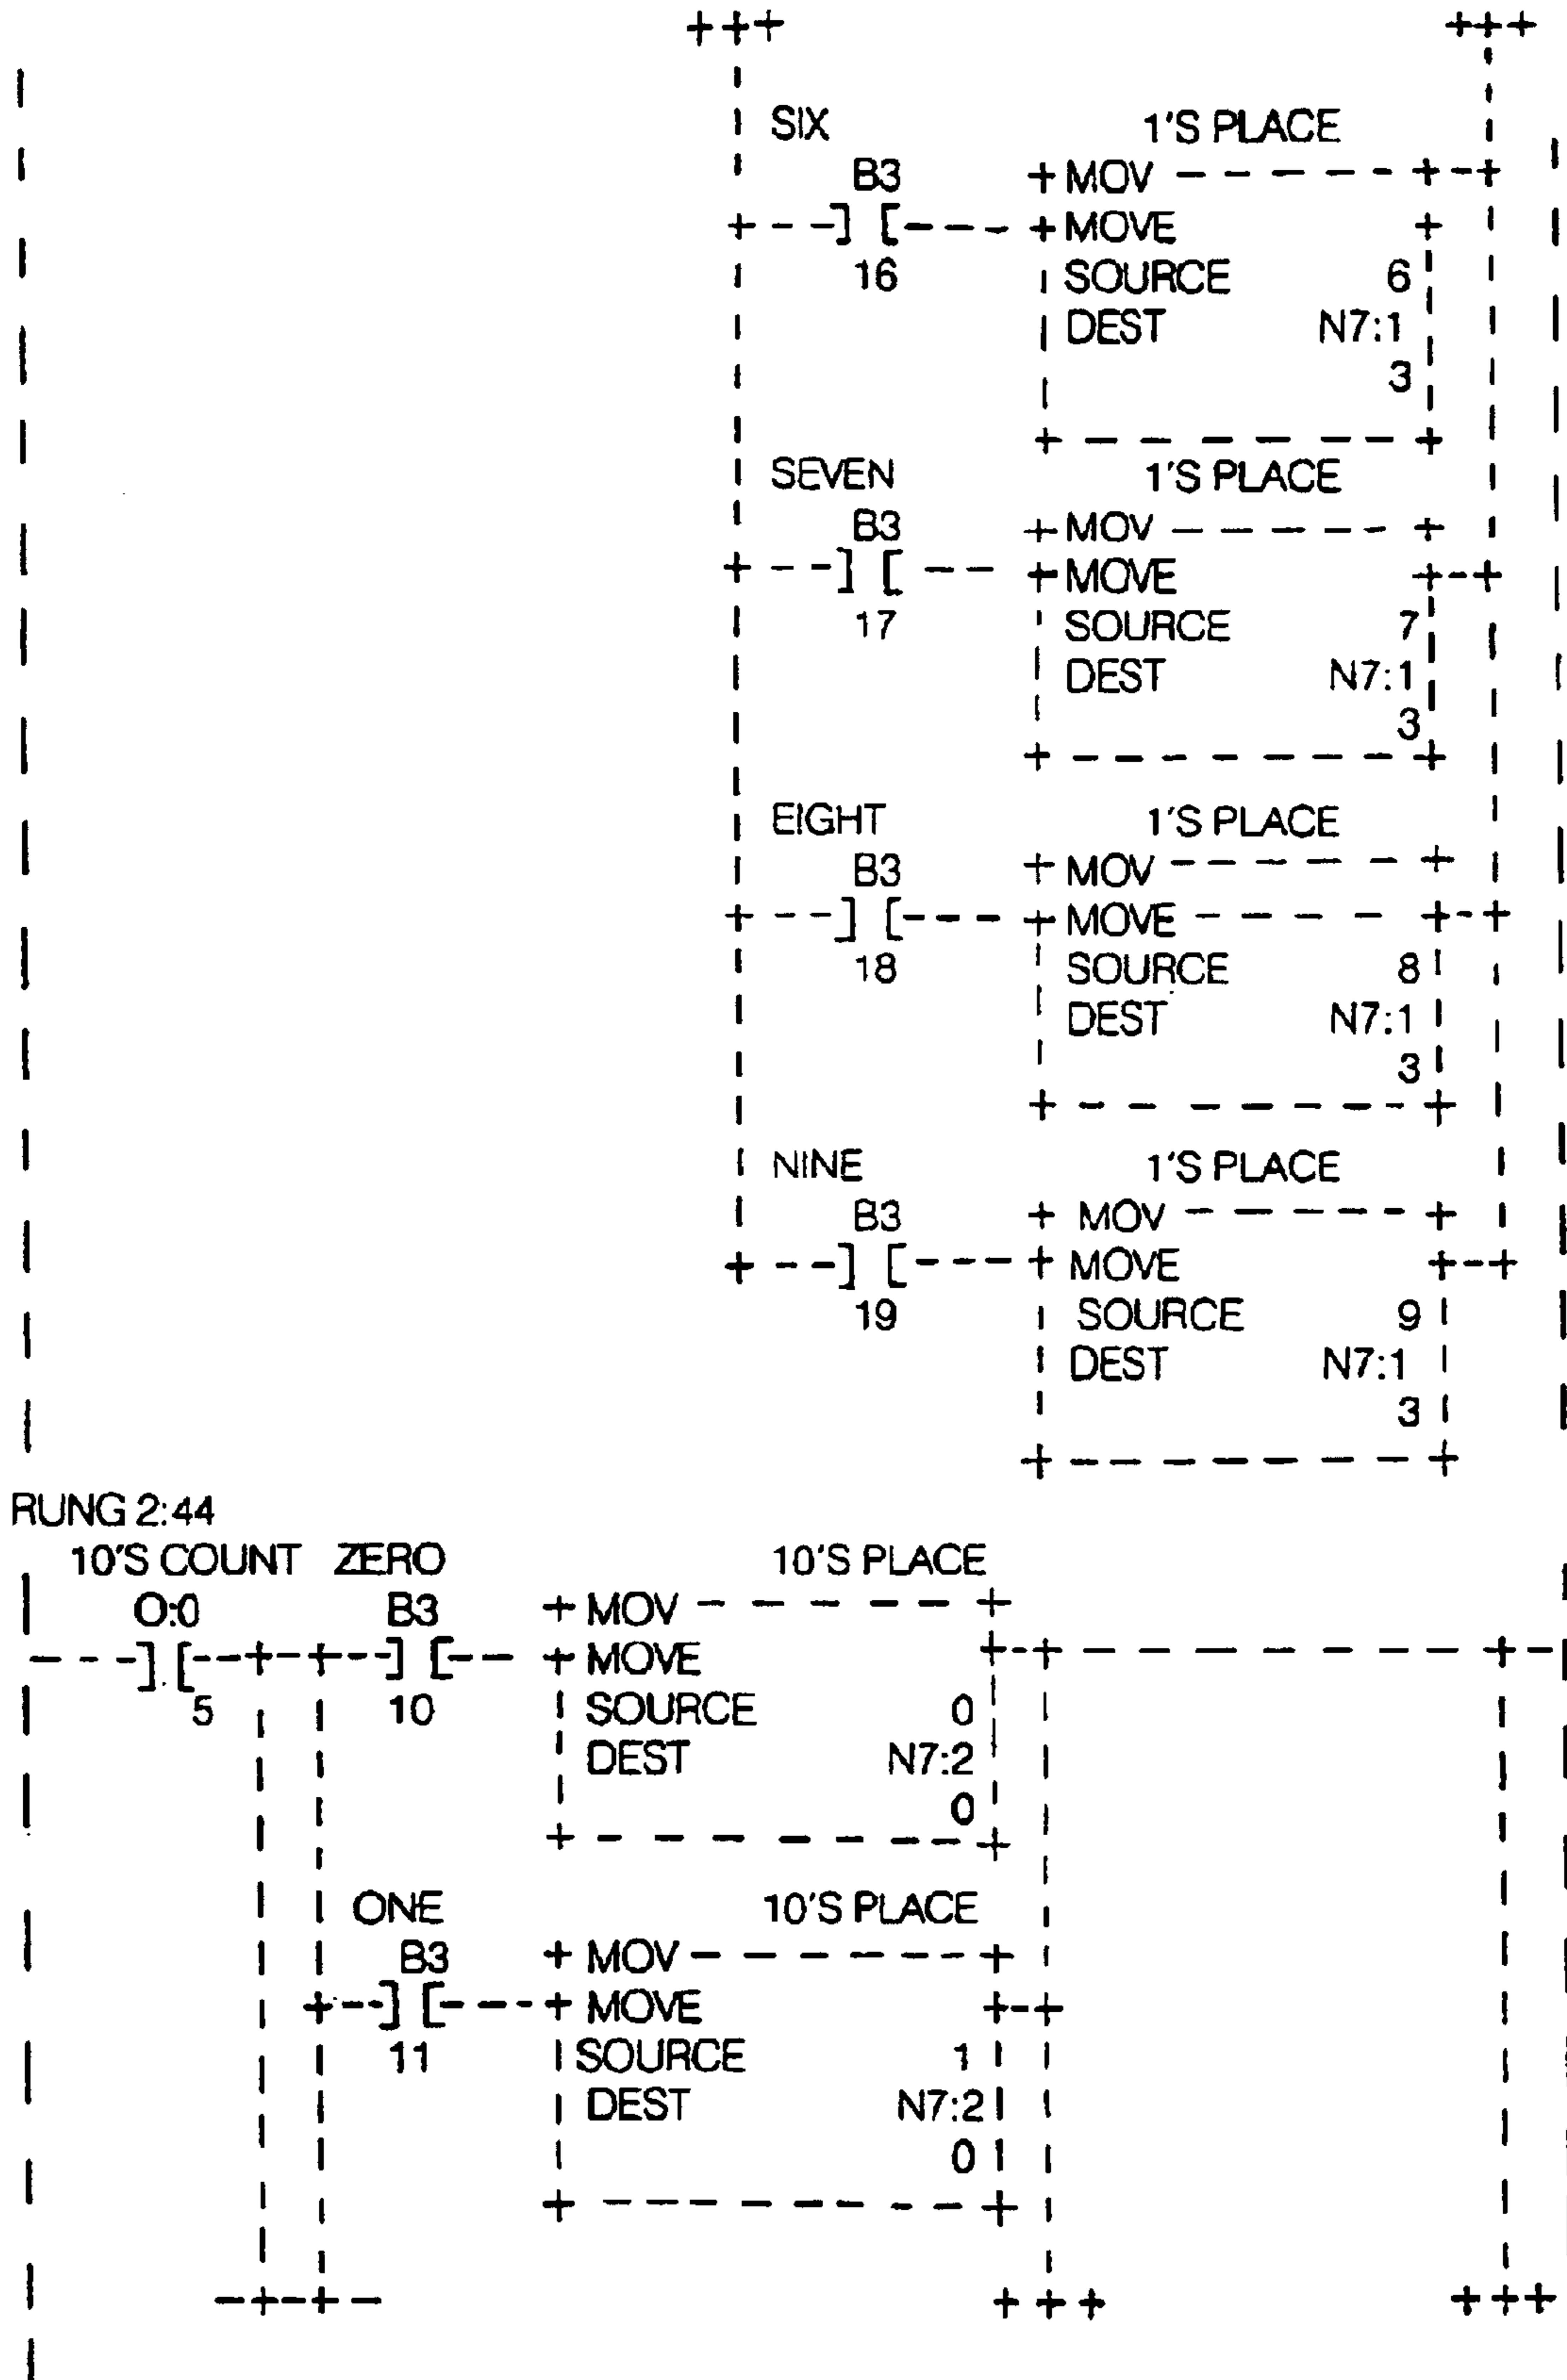 SIX 1'S PLACE
B3 MOV
] [ MOVE
16 SOURCE 6
DEST N7:1
3
SEVEN 1'S PLACE
B3 MOV
] [ MOVE
17 SOURCE 7
DEST N7:1
3
EIGHT 1'S PLACE
B3 MOV
] [ MOVE
18 SOURCE 8
DEST N7:1
3
NINE 1'S PLACE
B3 MOV
] [ MOVE
19 SOURCE 9
DEST N7:1
3
RUNG 2:44
10'S COUNT ZERO 10'S PLACE
O:0 B3 MOV
] [ ] [ MOVE
5 10 SOURCE 0
DEST N7:2
0
ONE 10'S PLACE
B3 MOV
] [ MOVE
11 SOURCE 1
DEST N7:2
0